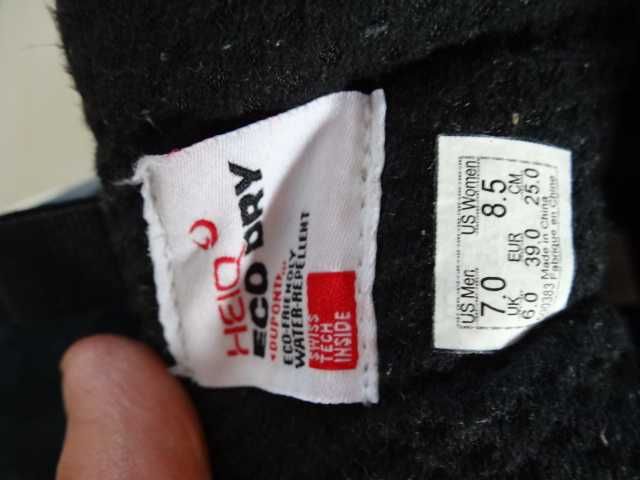 HEIQ
ECO DRY
+DUPONT
ECO-FRIENDLY
WATER-REPELLENT
SWISS
TECH
INSIDE
US Men US Women
7.0 8.5
UK EUR CM
6.0 39.0 25.0
00383 Made in China
Fabriqué en Chine